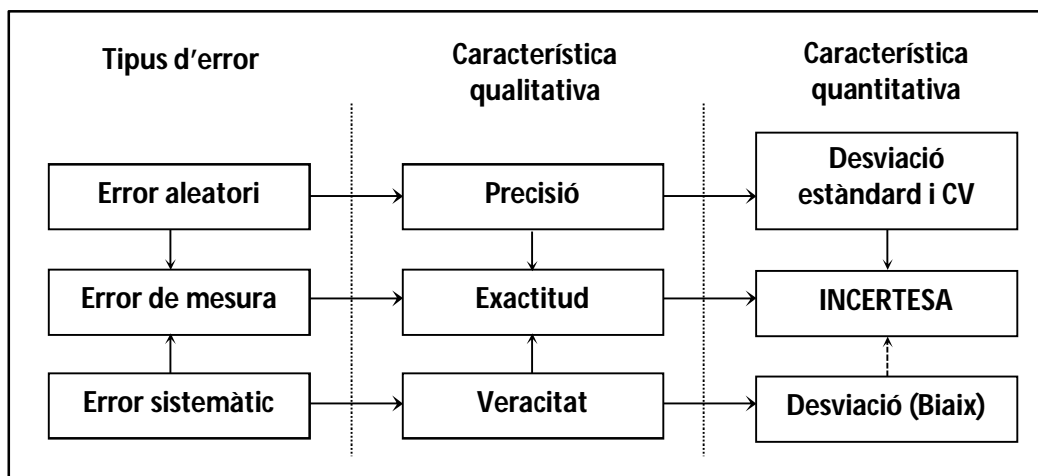 Tipus d'error
Característica
qualitativa
Característica
quantitativa
Error aleatori
Precisió
Desviació
estàndard i CV
Error de mesura
Exactitud
INCERTESA
Error sistemàtic
Veracitat
Desviació (Biaix)